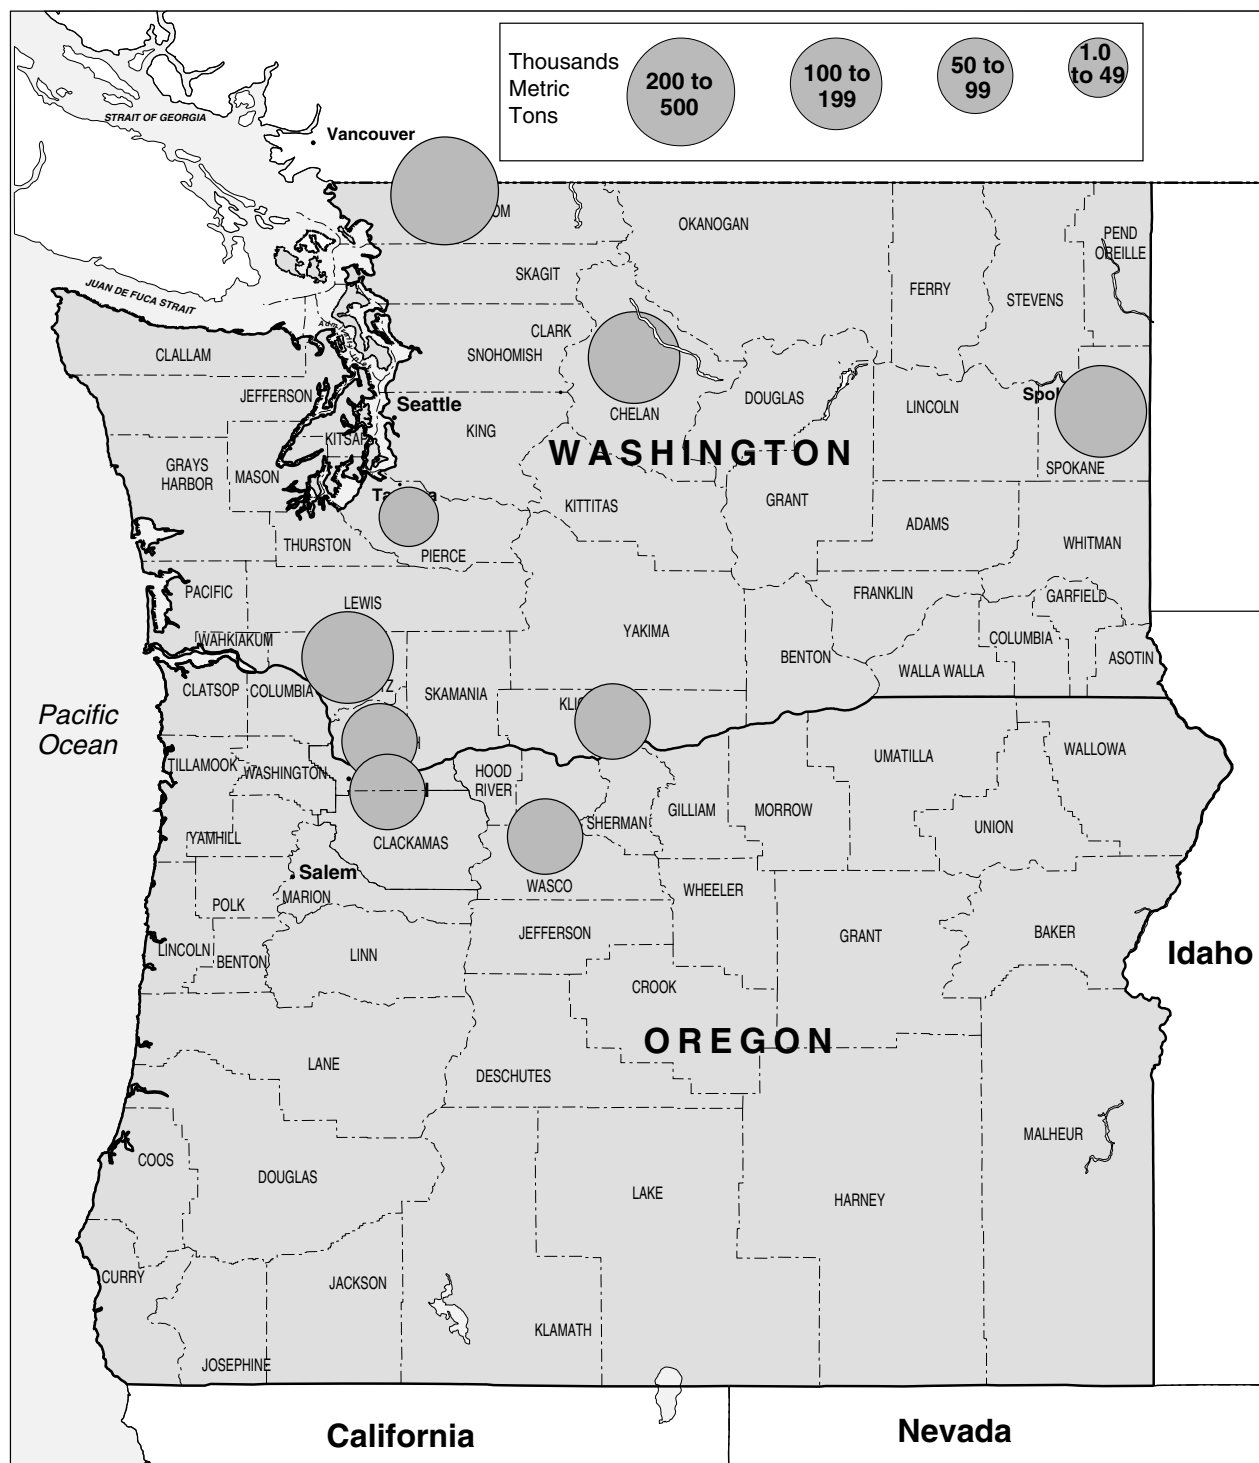 Thousands
Metric
Tons
200 to
500
100 to
199
50 to
99
1.0
to 49
STRAIT OF GEORGIA
Vancouver
OM
OKANOGAN
PEND
OREILLE
SKAGIT
JUAN DE FUCA STRAIT
FERRY
STEVENS
CLARK
CLALLAM
SNOHOMISH
JEFFERSON
CHELAN
DOUGLAS
LINCOLN
Spol
Seattle
KING
KITSAP
WASHINGTON
GRAYS
HARBOR
MASON
SPOKANE
KITTITAS
GRANT
ADAMS
THURSTON
PIERCE
WHITMAN
PACIFIC
LEWIS
FRANKLIN
GARFIELD
WAHKIAKUM
YAKIMA
COLUMBIA
BENTON
ASOTIN
WALLA WALLA
CLATSOP
COLUMBIA
TZ
SKAMANIA
KLIC
Pacific
Ocean
H
TILLAMOOK
WASHINGTON
HOOD
RIVER
UMATILLA
WALLOWA
GILLIAM
MORROW
SHERMAN
UNION
YAMHILL
CLACKAMAS
Salem
WASCO
WHEELER
POLK
MARION
JEFFERSON
GRANT
BAKER
LINCOLN
BENTON
LINN
Idaho
CROOK
OREGON
LANE
DESCHUTES
MALHEUR
COOS
DOUGLAS
LAKE
HARNEY
CURRY
JACKSON
KLAMATH
JOSEPHINE
California
Nevada